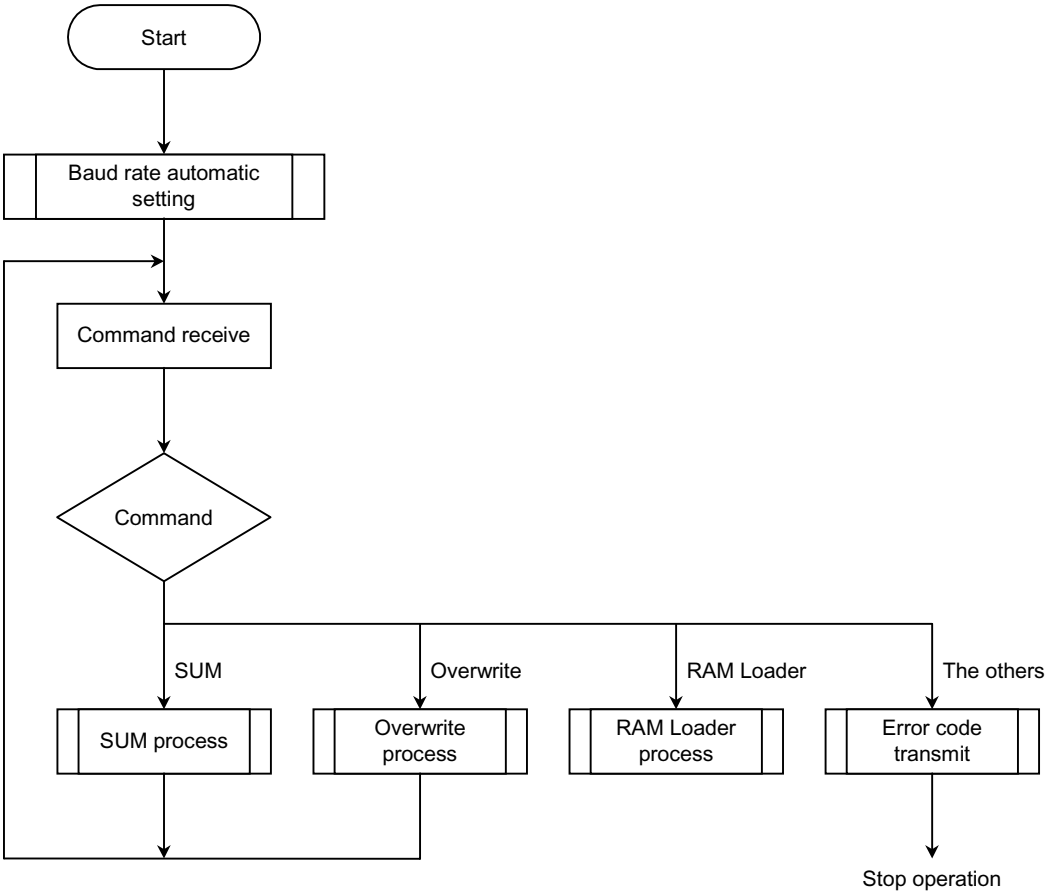 Start
Baud rate automatic
setting
Command receive
Command
SUM
Overwrite
RAM Loader
The others
SUM process
Overwrite
process
RAM Loader
process
Error code
transmit
Stop operation